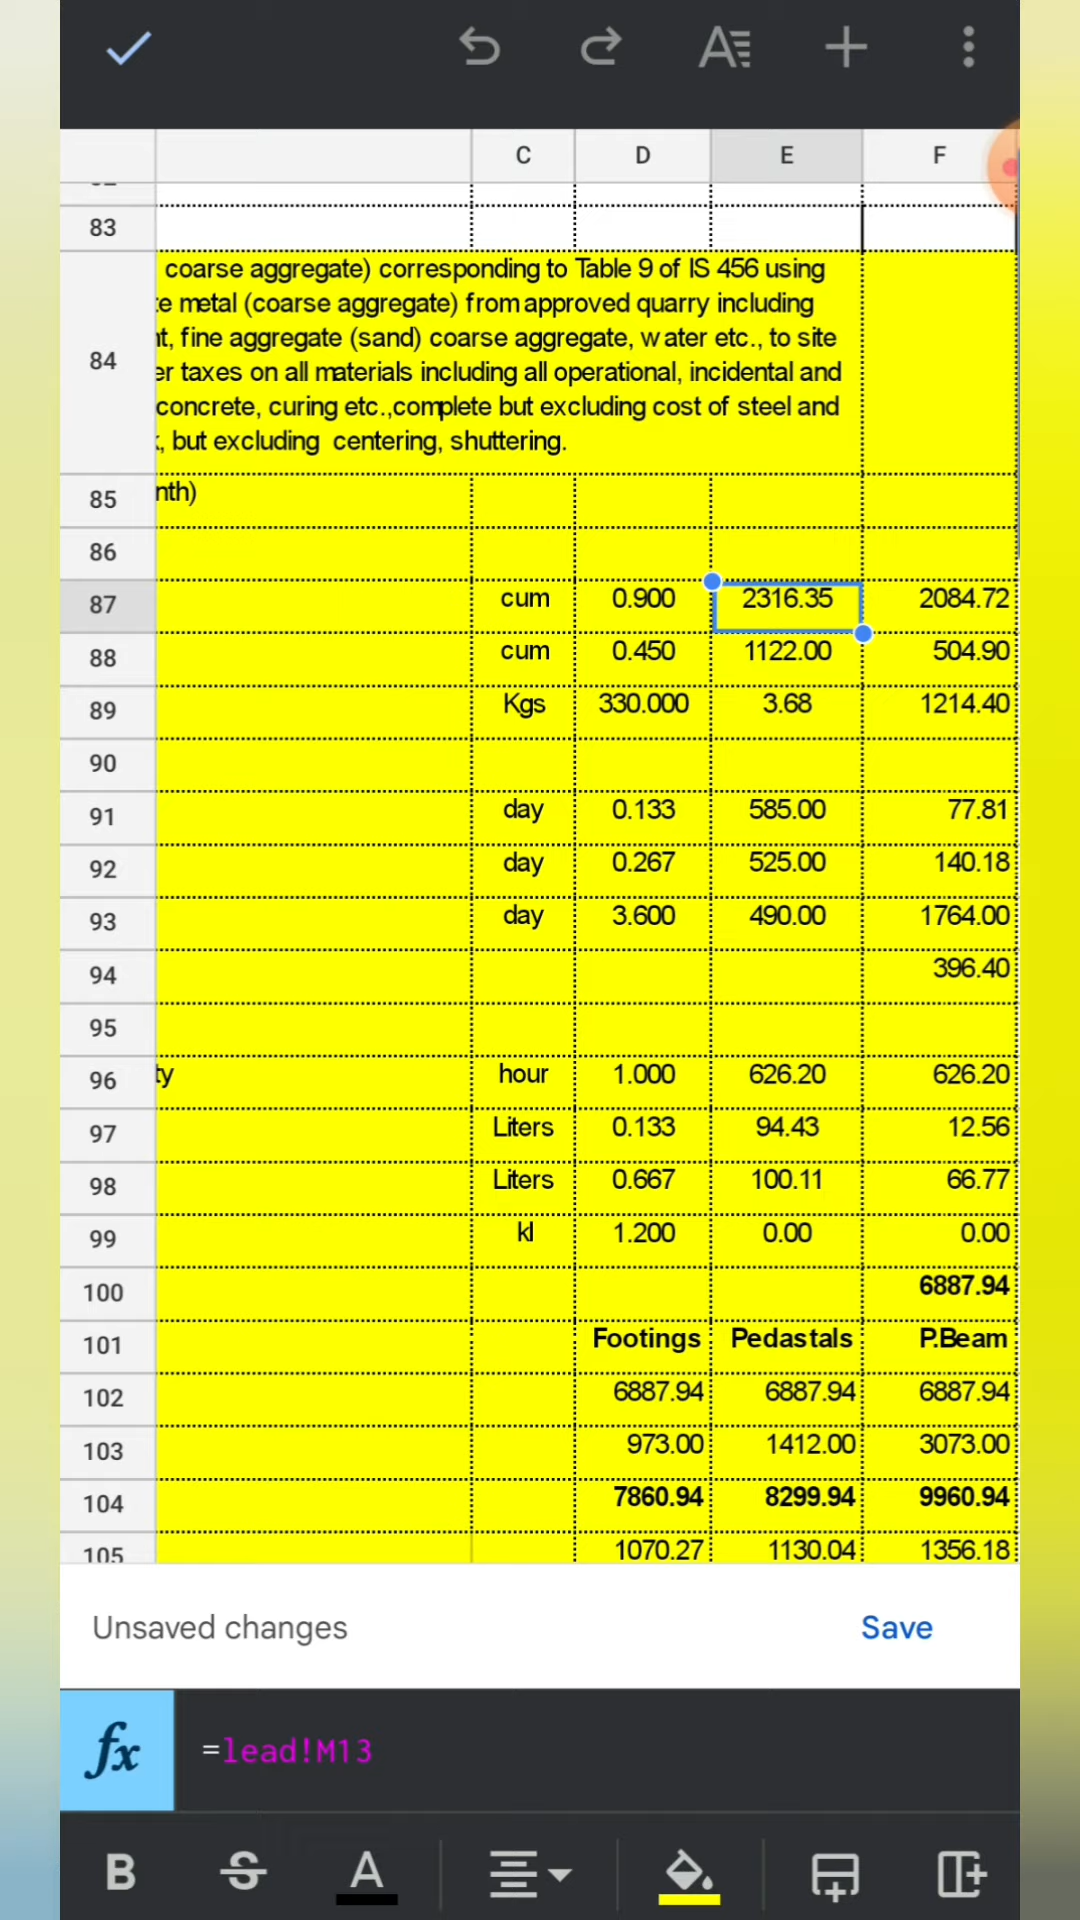 C D E F
83
84
coarse aggregate) corresponding to Table 9 of IS 456 using
te metal (coarse aggregate) from approved quarry including
nt, fine aggregate (sand) coarse aggregate, water etc., to site
er taxes on all materials including all operational, incidental and
concrete, curing etc.,complete but excluding cost of steel and
, but excluding centering, shuttering.
85 nth)
86
87 cum 0.900 2316.35 2084.72
88 cum 0.450 1122.00 504.90
89 Kgs 330.000 3.68 1214.40
90
91 day 0.133 585.00 77.81
92 day 0.267 525.00 140.18
93 day 3.600 490.00 1764.00
94 396.40
95
96 ty hour 1.000 626.20 626.20
97 Liters 0.133 94.43 12.56
98 Liters 0.667 100.11 66.77
99 kl 1.200 0.00 0.00
100 6887.94
101 Footings Pedastals P.Beam
102 6887.94 6887.94 6887.94
103 973.00 1412.00 3073.00
104 7860.94 8299.94 9960.94
105 1070.27 1130.04 1356.18
Unsaved changes Save
fx =lead!M13
B S A